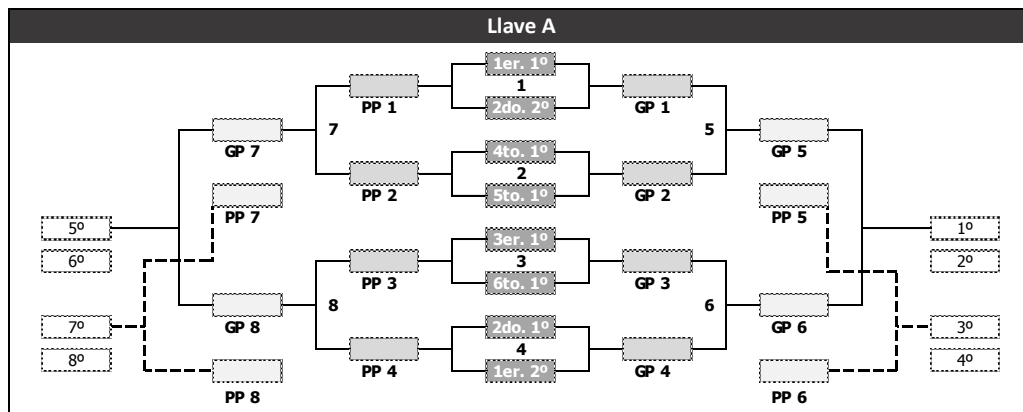 Llave A
1er. 1º
PP 1 1 GP 1
2do. 2º
7 5
GP 7 4to. 1º GP 5
PP 2 2 GP 2
5to. 1º
PP 7 PP 5
5º 1º
3er. 1º
6º 2º
PP 3 3 GP 3
6to. 1º
8 6
GP 8 GP 6
7º 2do. 1º 3º
PP 4 4 GP 4
8º 1er. 2º 4º
PP 8 PP 6